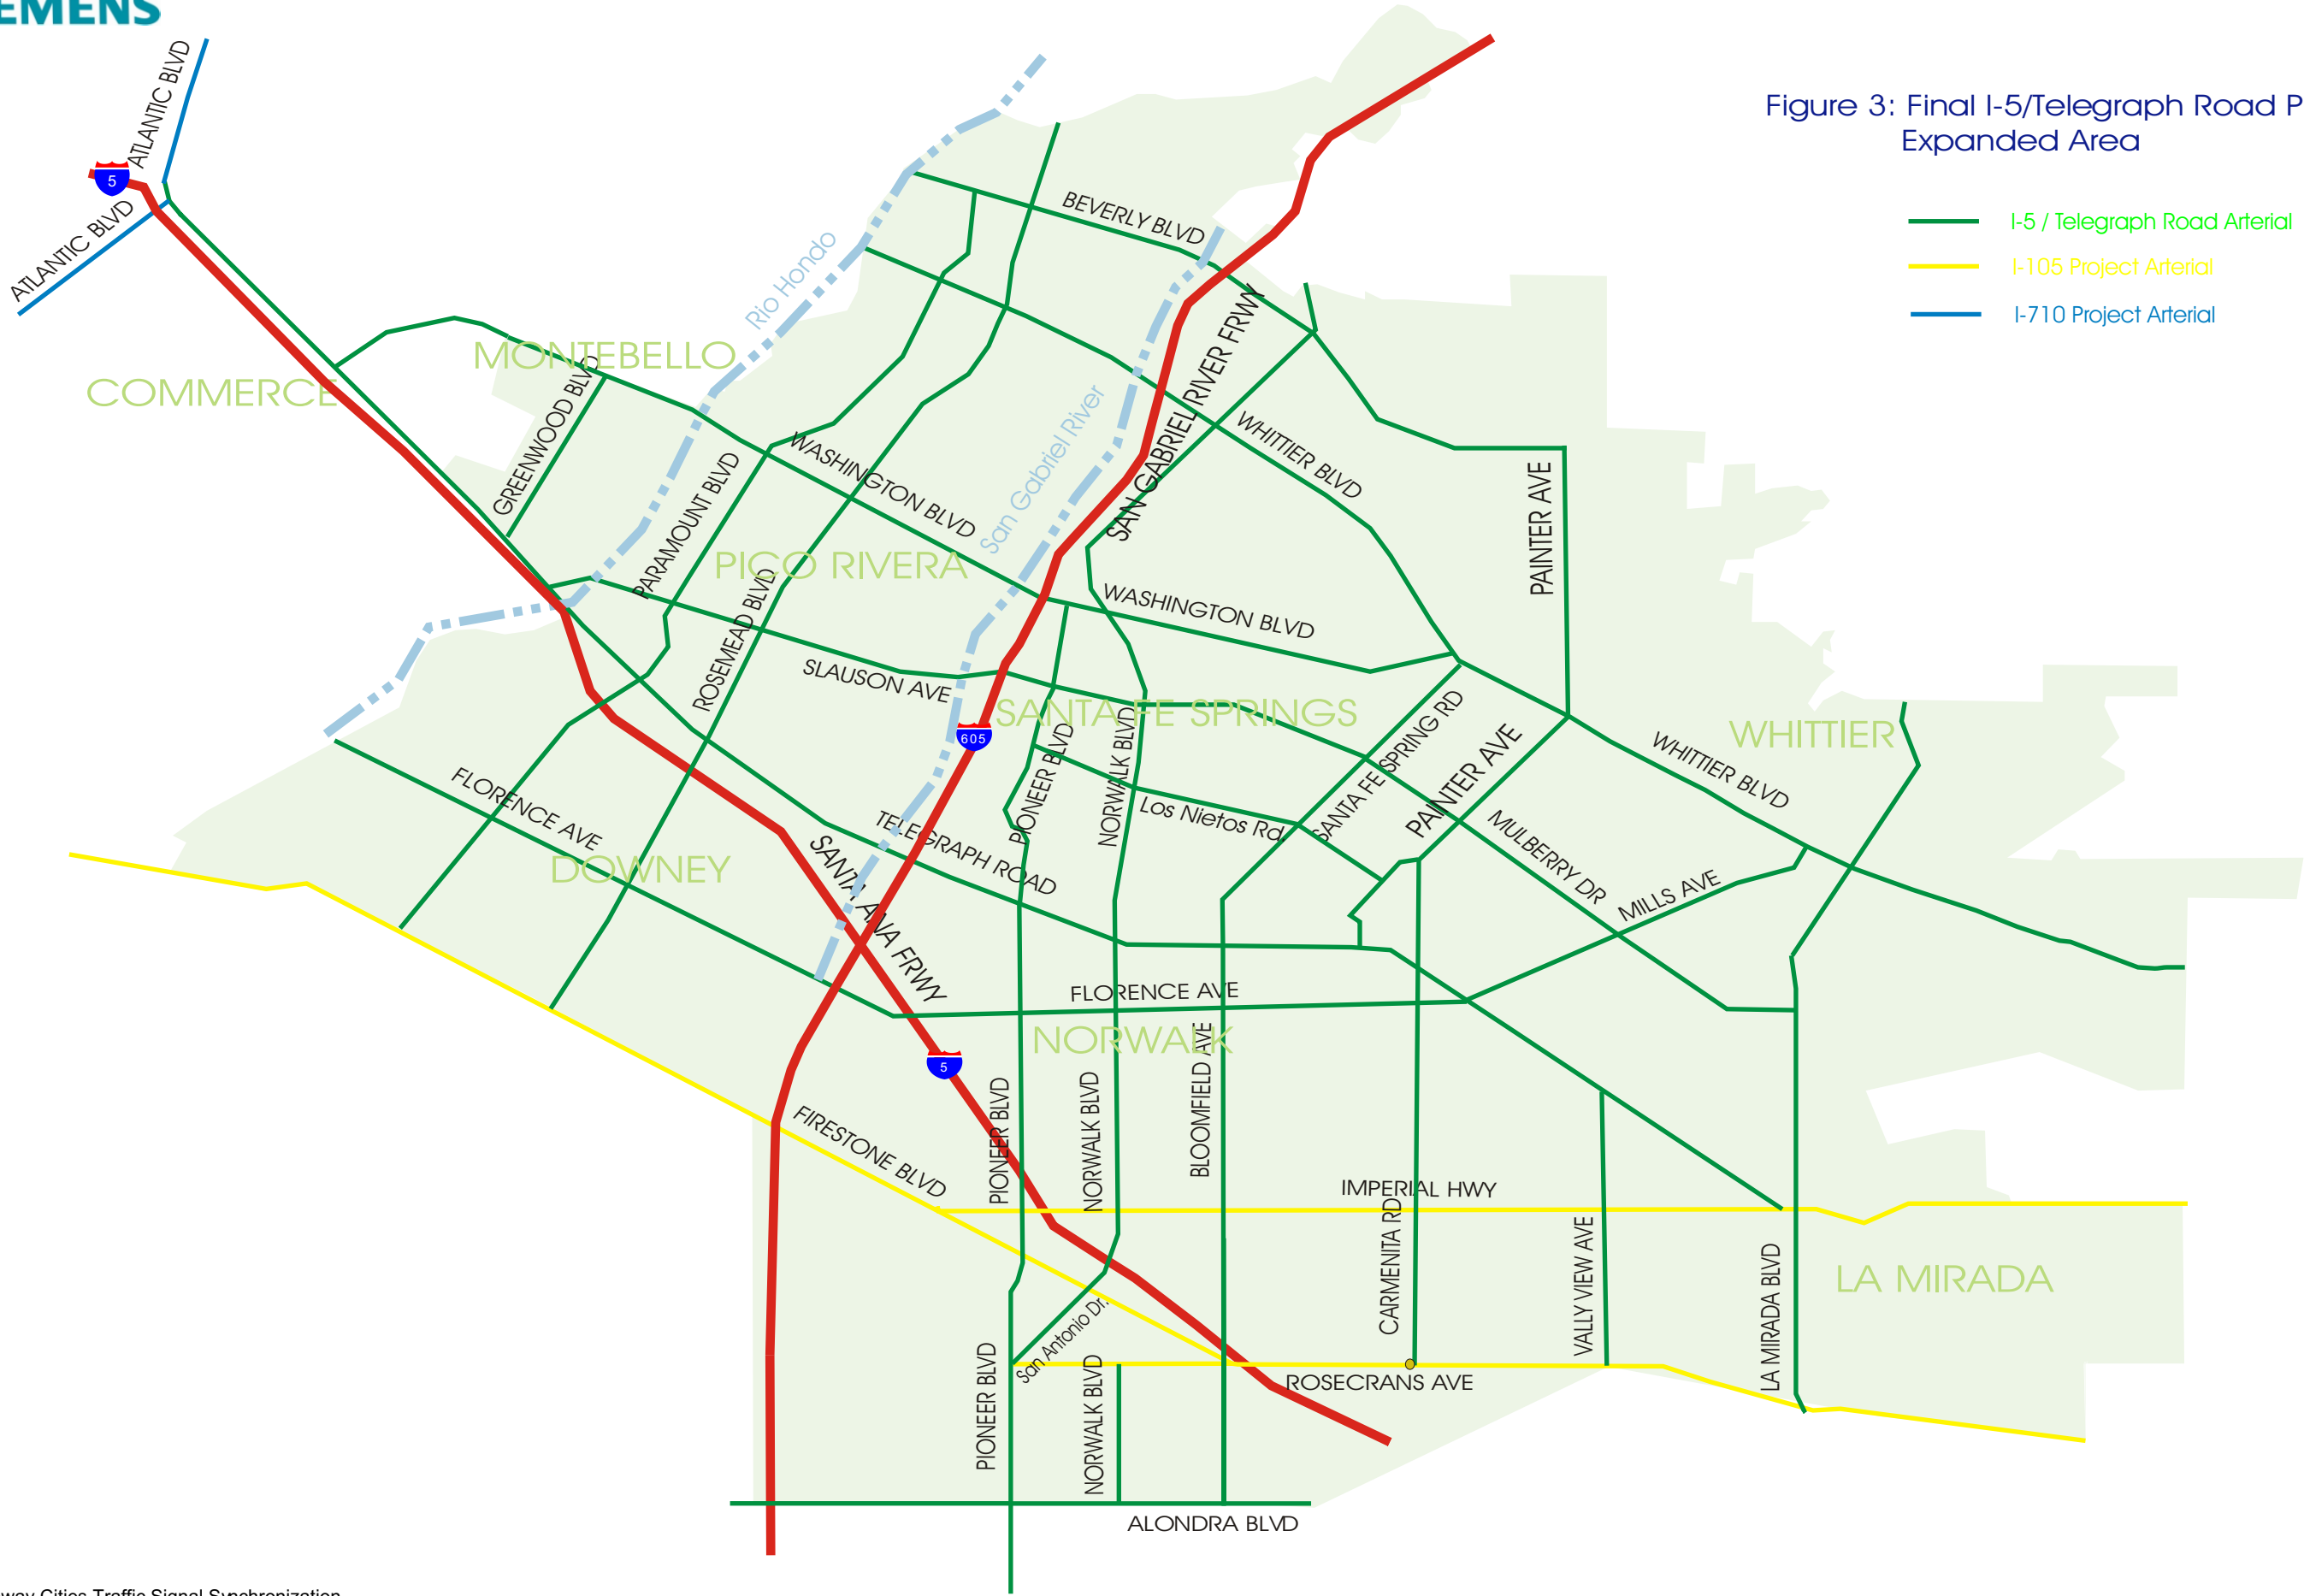 EMENS
ATLANTIC BLVD
5
ATLANTIC BLVD
Figure 3: Final I-5/Telegraph Road P
Expanded Area
I-5 / Telegraph Road Arterial
I-105 Project Arterial
I-710 Project Arterial
BEVERLY BLVD
Rio Hondo
MONTEBELLO
COMMERCE
GREENWOOD BLVD
PARAMOUNT BLVD
WASHINGTON BLVD
San Gabriel River
SAN GABRIEL RIVER FRWY
WHITTIER BLVD
PAINTER AVE
PICO RIVERA
ROSEMEAD BLVD
WASHINGTON BLVD
SLAUSON AVE
SANTA FE SPRINGS
605
PIONEER BLVD
NORWALK BLVD
Los Nietos Rd
SANTA FE SPRING RD
PAINTER AVE
WHITTIER
WHITTIER BLVD
MULBERRY DR
MILLS AVE
FLORENCE AVE
DOWNEY
TELEGRAPH ROAD
SANTA ANA FRWY
FLORENCE AVE
NORWALK
5
PIONEER BLVD
NORWALK BLVD
BLOOMFIELD AVE
FIRESTONE BLVD
IMPERIAL HWY
CARMENITA RD
VALLY VIEW AVE
LA MIRADA BLVD
LA MIRADA
San Antonio Dr.
PIONEER BLVD
NORWALK BLVD
ROSECRANS AVE
ALONDRA BLVD
way Cities Traffic Signal Synchronization